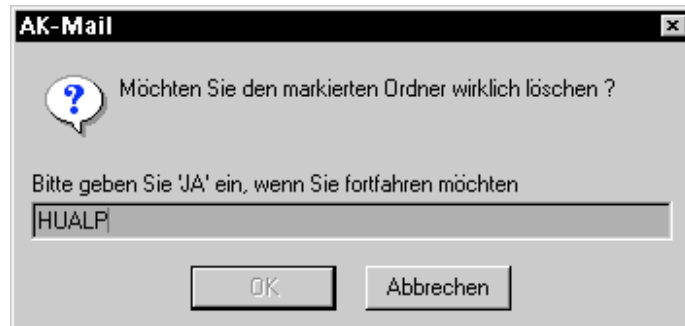 AK-Mail
Möchten Sie den markierten Ordner wirklich löschen ?
Bitte geben Sie 'JA' ein, wenn Sie fortfahren möchten
HUALP
OK
Abbrechen